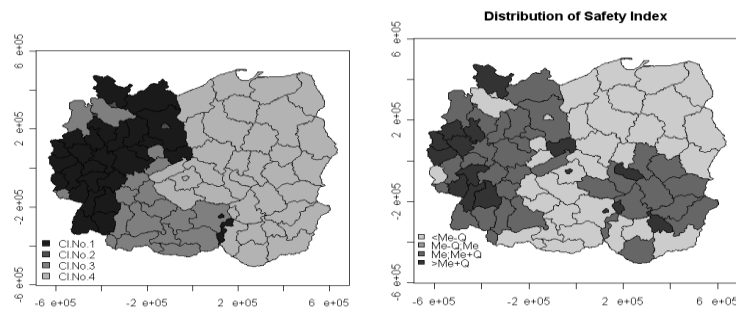 Distribution of Safety Index
6 e+05
2 e+05
-2 e+05
-6 e+05
Cl.No.1
Cl.No.2
Cl.No.3
Cl.No.4
-6 e+05 -2 e+05 2 e+05 6 e+05
6 e+05
2 e+05
-2 e+05
-6 e+05
<Me-Q
Me-Q;Me
Me;Me+Q
>Me+Q
-6 e+05 -2 e+05 2 e+05 6 e+05